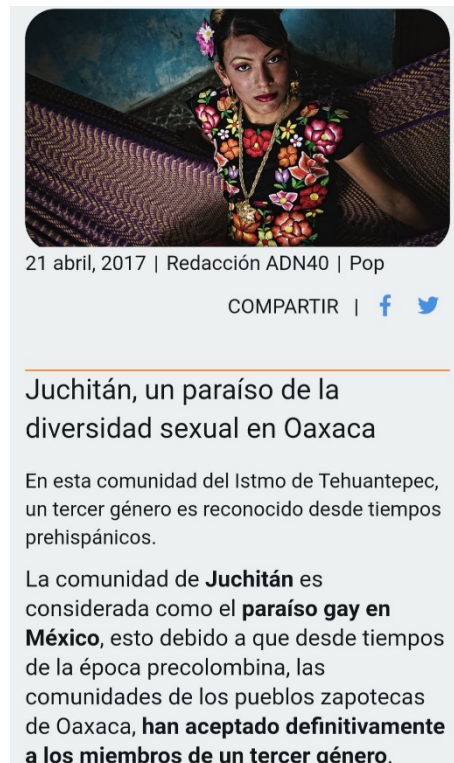 21 abril, 2017 | Redacción ADN40 | Pop
COMPARTIR |
Juchitán, un paraíso de la
diversidad sexual en Oaxaca
En esta comunidad del Istmo de Tehuantepec,
un tercer género es reconocido desde tiempos
prehispánicos.
La comunidad de Juchitán es
considerada como el paraíso gay en
México, esto debido a que desde tiempos
de la época precolombina, las
comunidades de los pueblos zapotecas
de Oaxaca, han aceptado definitivamente
a los miembros de un tercer género.